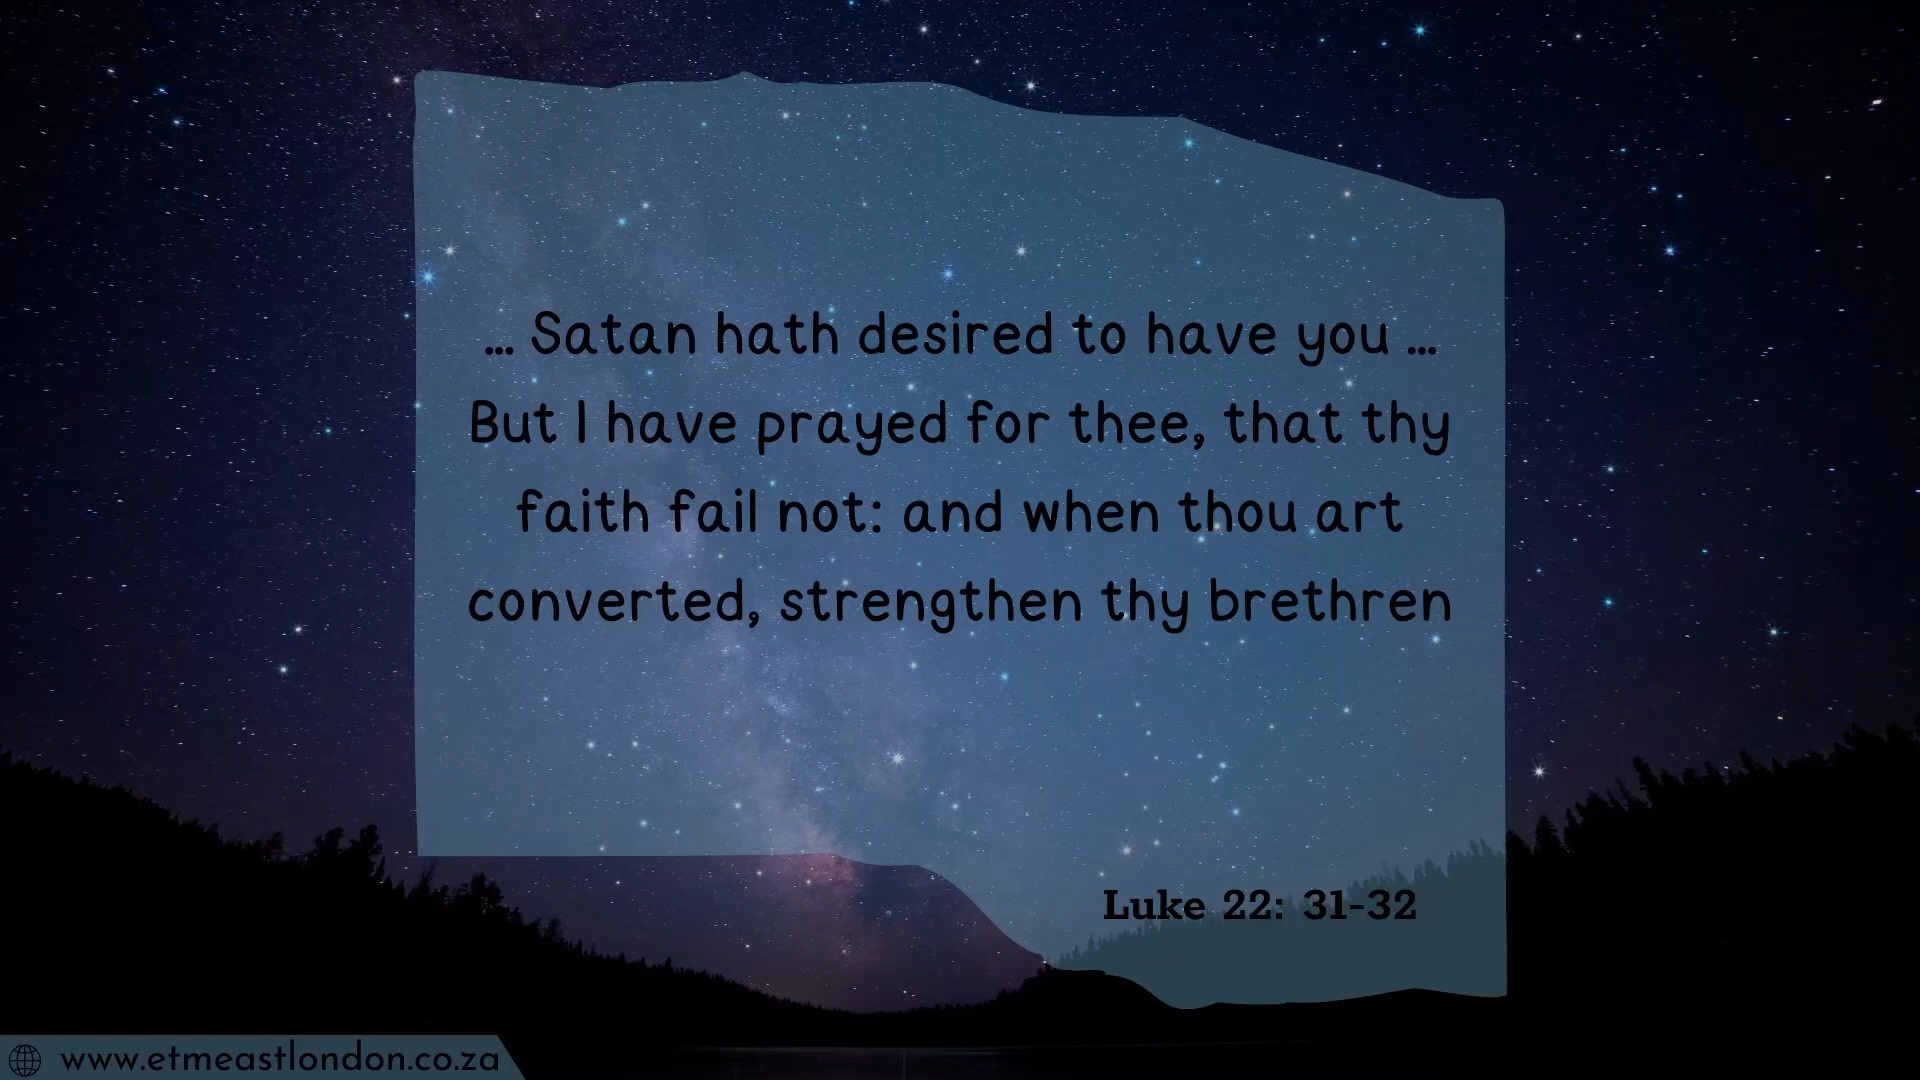 ... Satan hath desired to have you ...
But I have prayed for thee, that thy
faith fail not: and when thou art
converted, strengthen thy brethren
Luke 22: 31-32
www.etmeastlondon.co.za